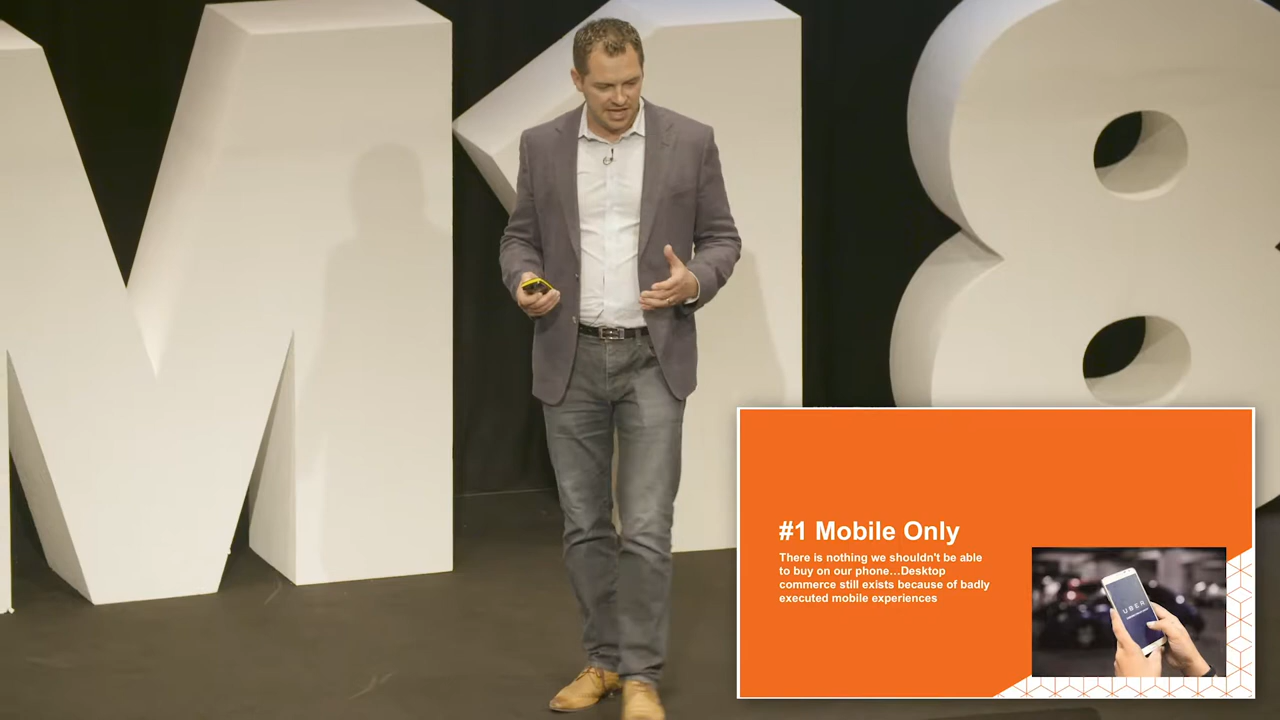 M18
#1 Mobile Only
There is nothing we shouldn't be able
to buy on our phone...Desktop
commerce still exists because of badly
executed mobile experiences
UBER